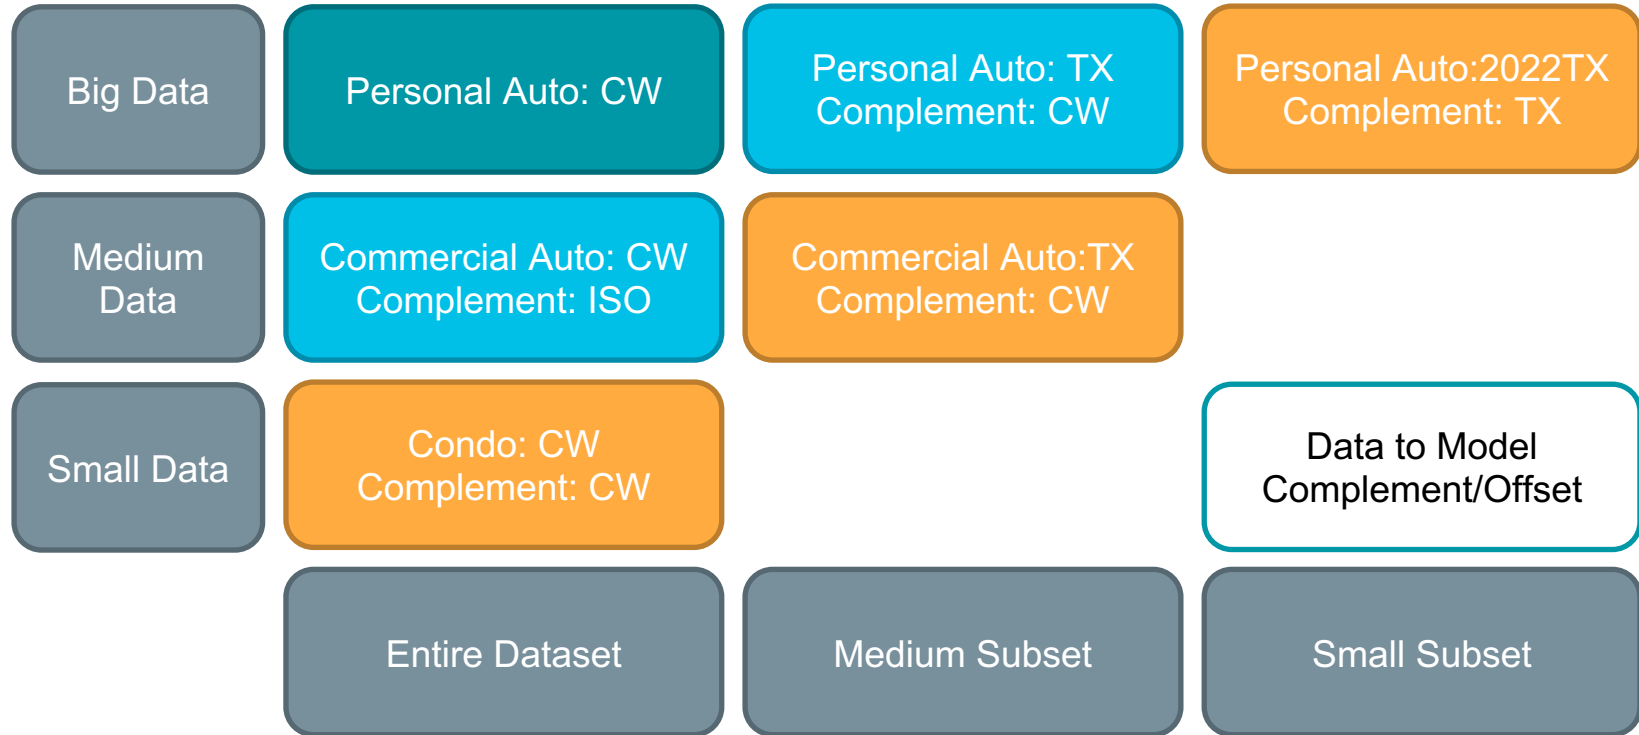 Big Data
Personal Auto: CW
Personal Auto: TX
Complement: CW
Personal Auto:2022TX
Complement: TX
Medium
Data
Commercial Auto: CW
Complement: ISO
Commercial Auto:TX
Complement: CW
Small Data
Condo: CW
Complement: CW
Data to Model
Complement/Offset
Entire Dataset
Medium Subset
Small Subset